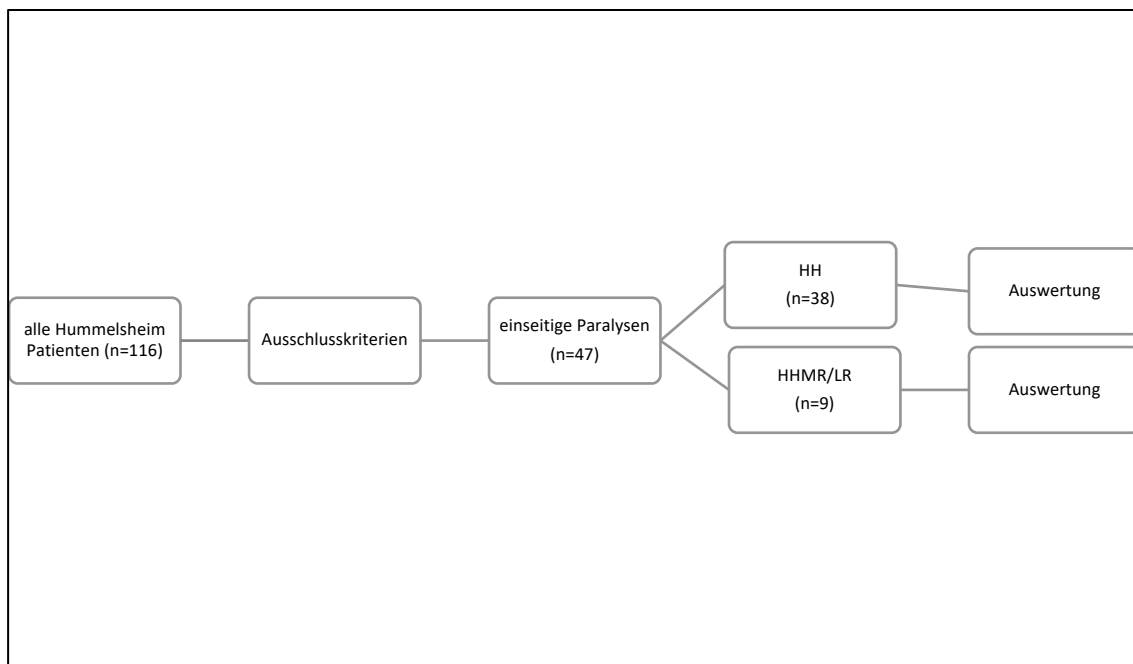 alle Hummelsheim
Patienten (n=116)
Ausschlusskriterien
einseitige Paralysen
(n=47)
HH
(n=38)
Auswertung
HHMR/LR
(n=9)
Auswertung